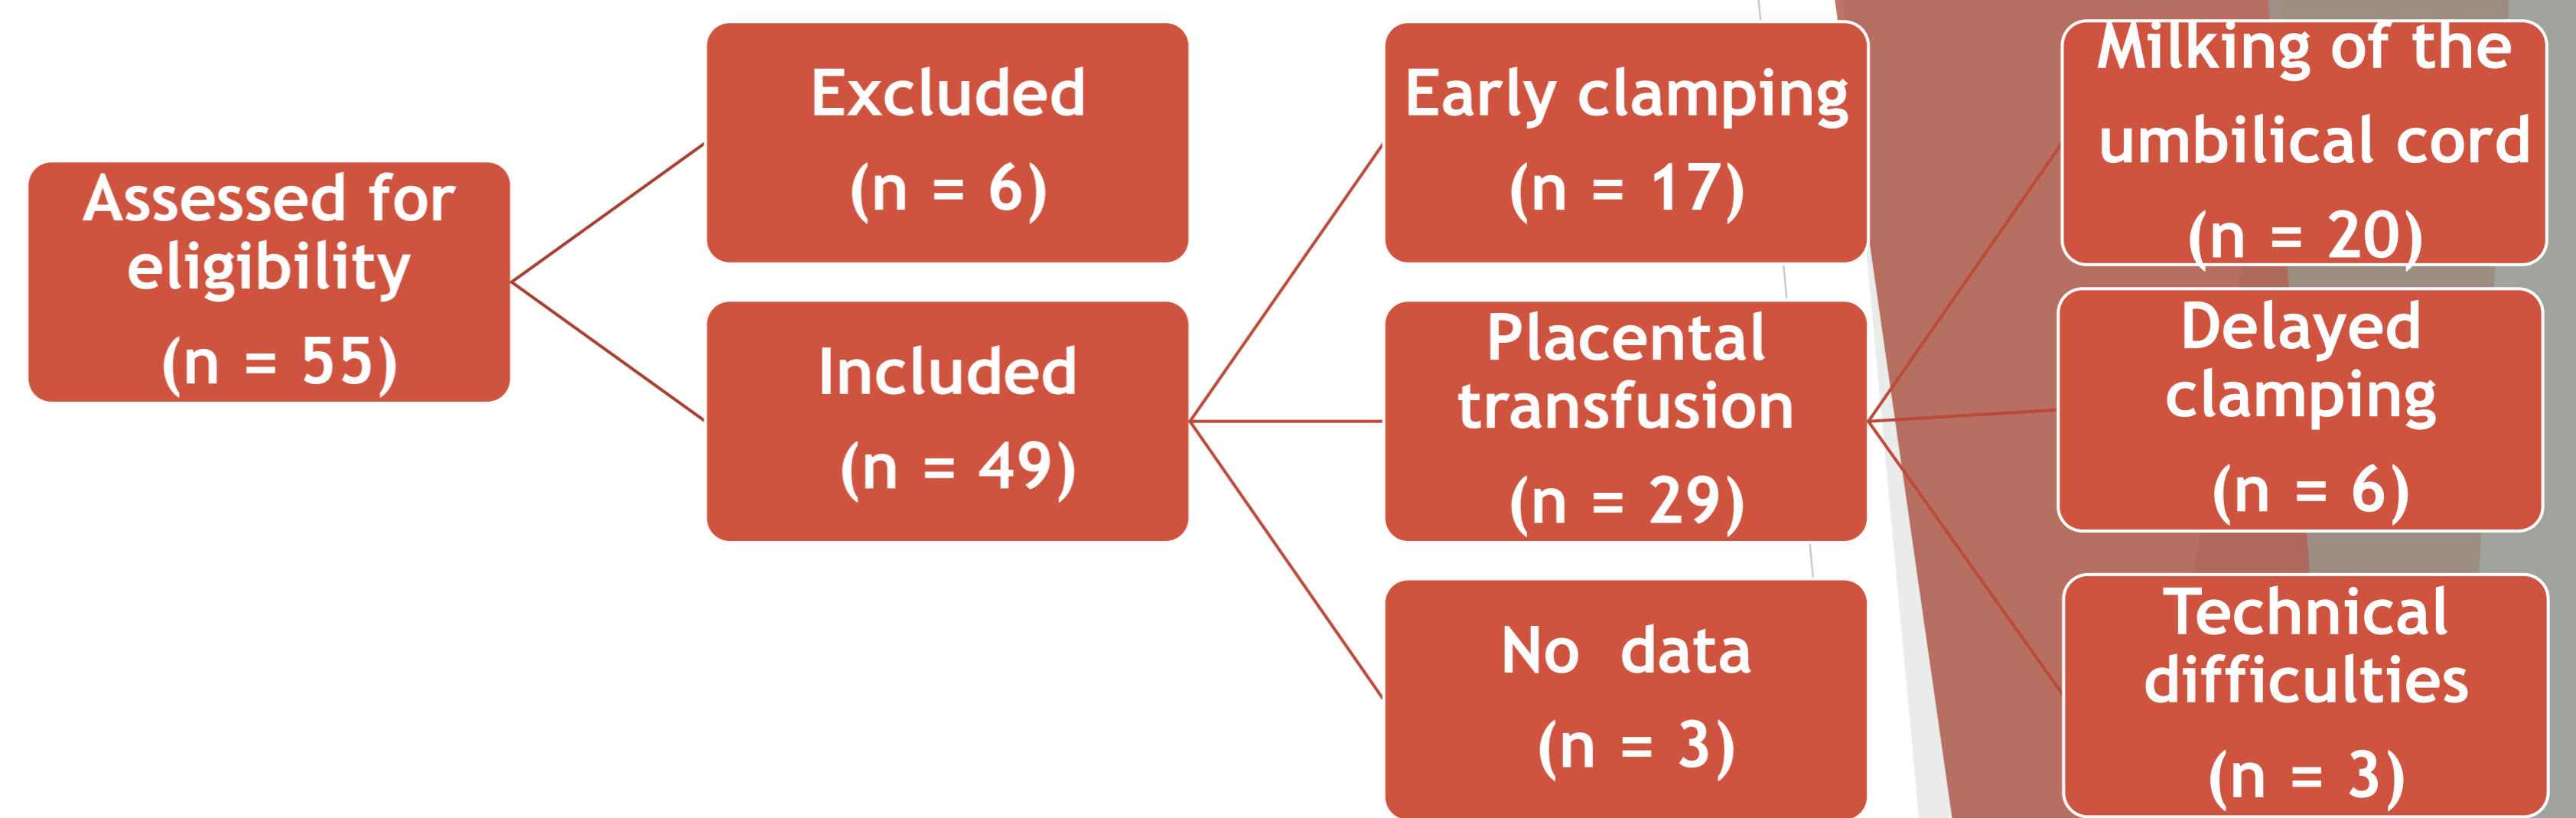 Assessed for
eligibility
(n = 55)
Excluded
(n = 6)
Included
(n = 49)
Early clamping
(n = 17)
Placental
transfusion
(n = 29)
No  data
(n = 3)
Milking of the
umbilical cord
(n = 20)
Delayed
clamping
(n = 6)
Technical
difficulties
(n = 3)